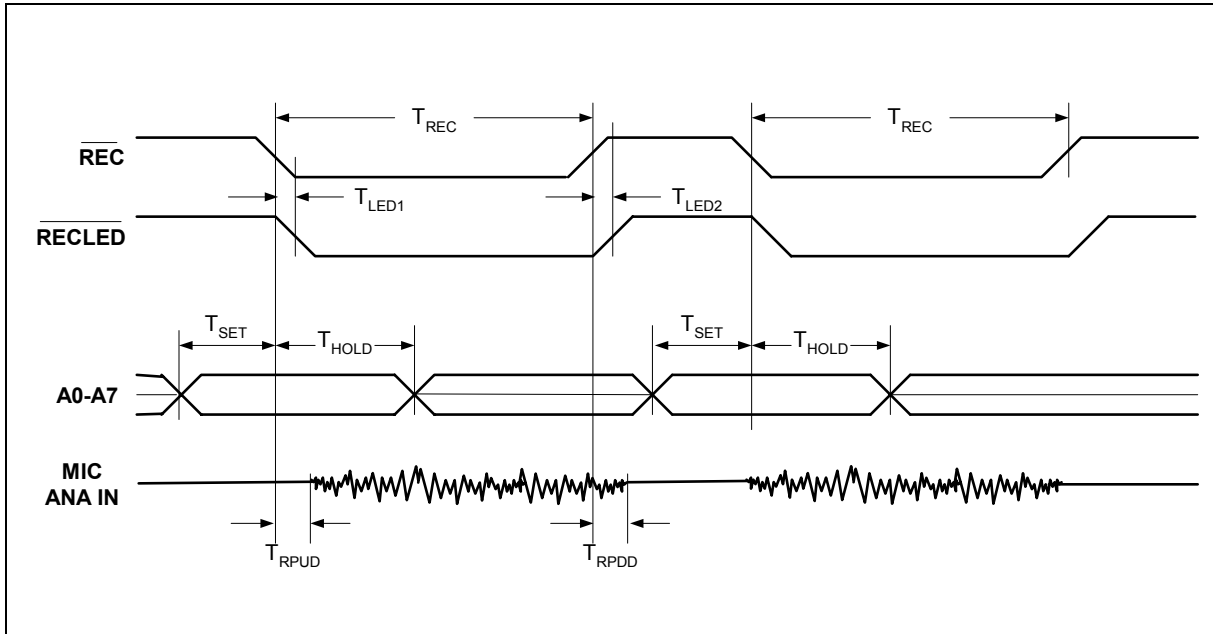 T_REC T_REC
REC
T_LED1 T_LED2
RECLED
T_SET T_HOLD T_SET T_HOLD
A0-A7
MIC
ANA IN
T_RPUD T_RPDD